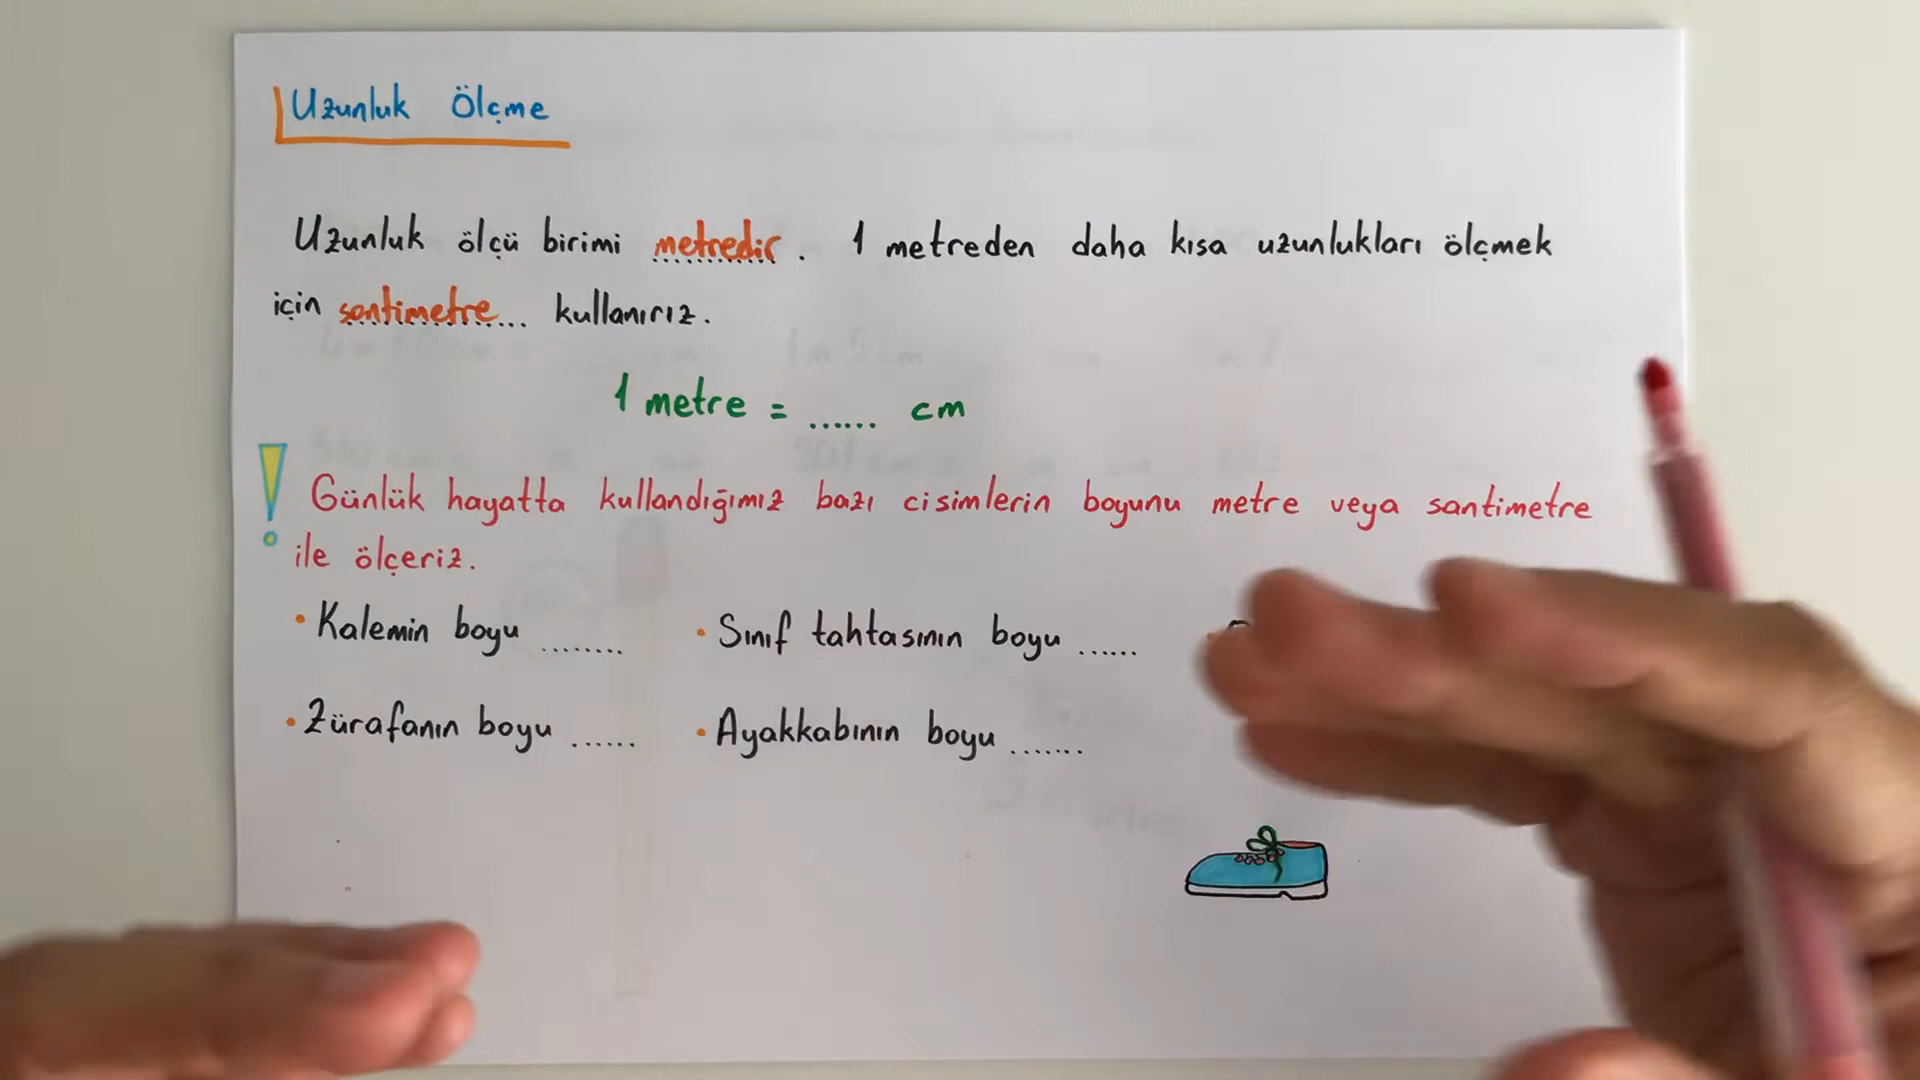 Uzunluk Ölçme
Uzunluk ölçü birimi metredir. 1 metreden daha kısa uzunlukları ölçmek
için santimetre... kullanırız.
1 metre = ...... cm
! Günlük hayatta kullandığımız bazı cisimlerin boyunu metre veya santimetre
ile ölçeriz.
• Kalemin boyu ........ • Sınıf tahtasının boyu ......
• Zürafanın boyu ...... • Ayakkabının boyu .......